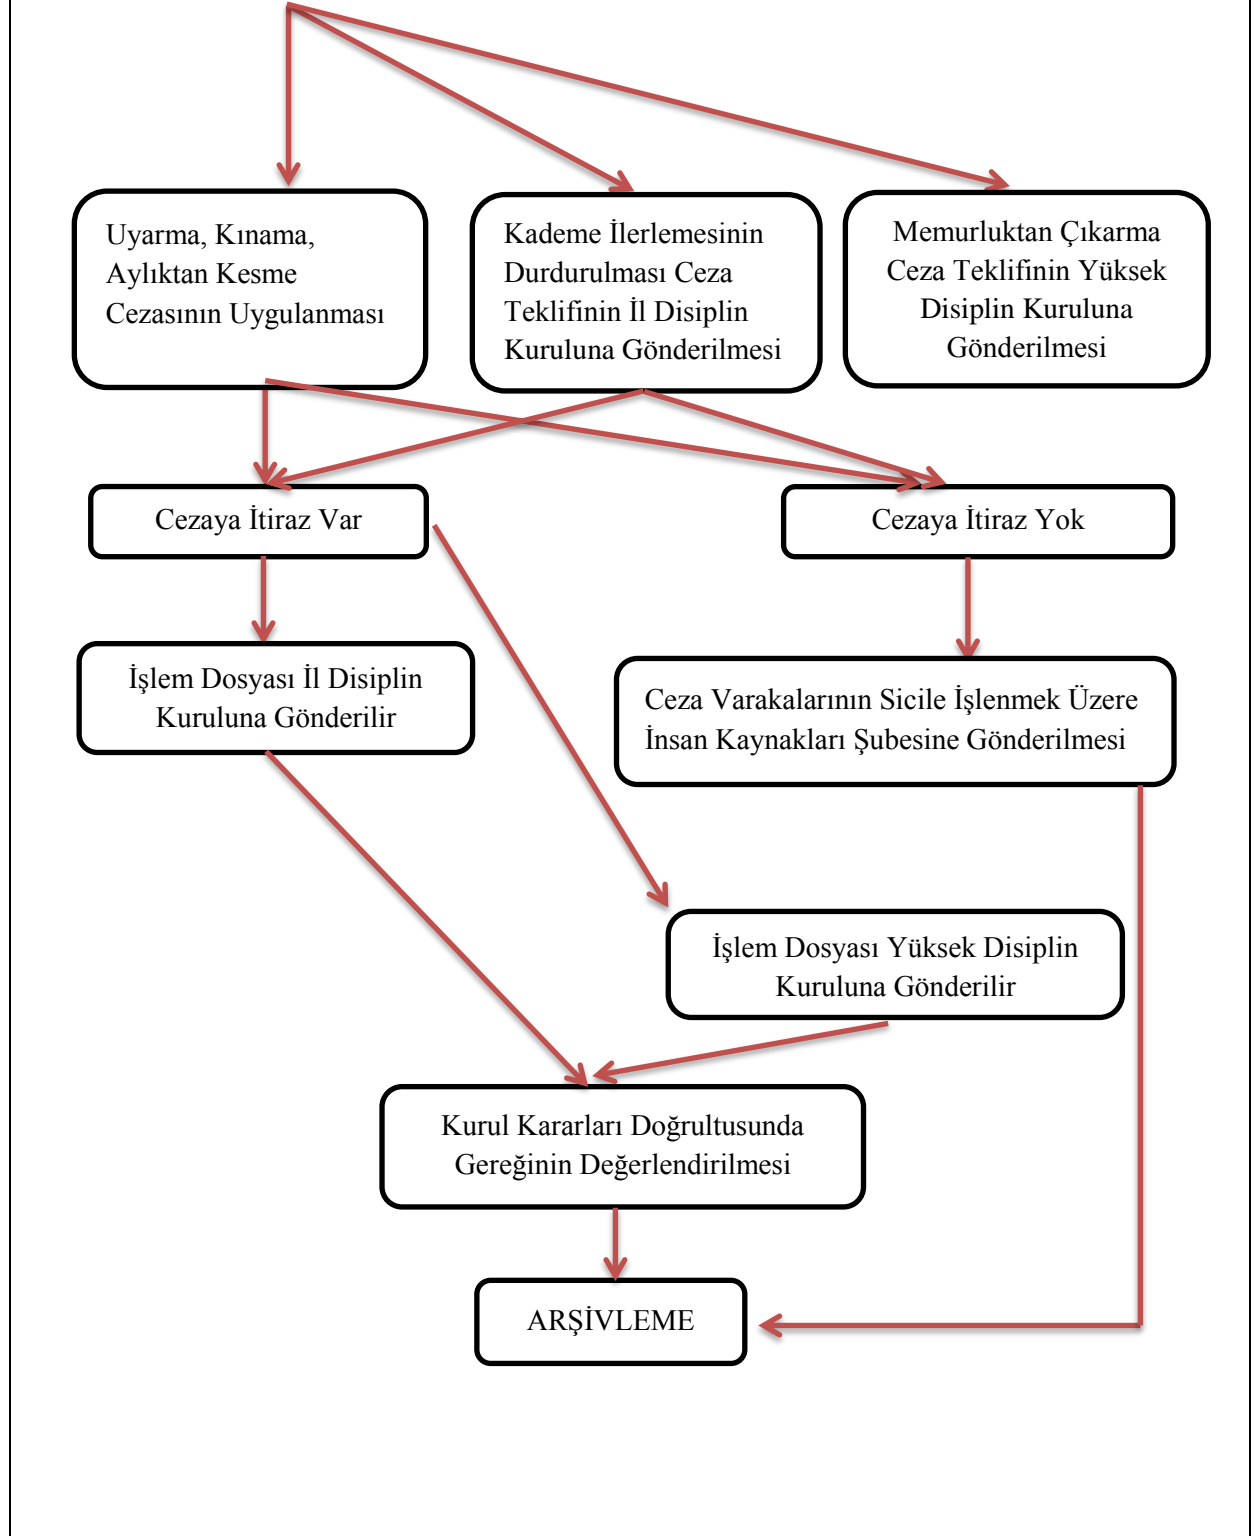 Uyarma, Kınama,
Aylıktan Kesme
Cezasının Uygulanması
Kademe İlerlemesinin
Durdurulması Ceza
Teklifinin İl Disiplin
Kuruluna Gönderilmesi
Memurluktan Çıkarma
Ceza Teklifinin Yüksek
Disiplin Kuruluna
Gönderilmesi
Cezaya İtiraz Var
Cezaya İtiraz Yok
İşlem Dosyası İl Disiplin
Kuruluna Gönderilir
Ceza Varakalarının Sicile İşlenmek Üzere
İnsan Kaynakları Şubesine Gönderilmesi
İşlem Dosyası Yüksek Disiplin
Kuruluna Gönderilir
Kurul Kararları Doğrultusunda
Gereğinin Değerlendirilmesi
ARŞİVLEME